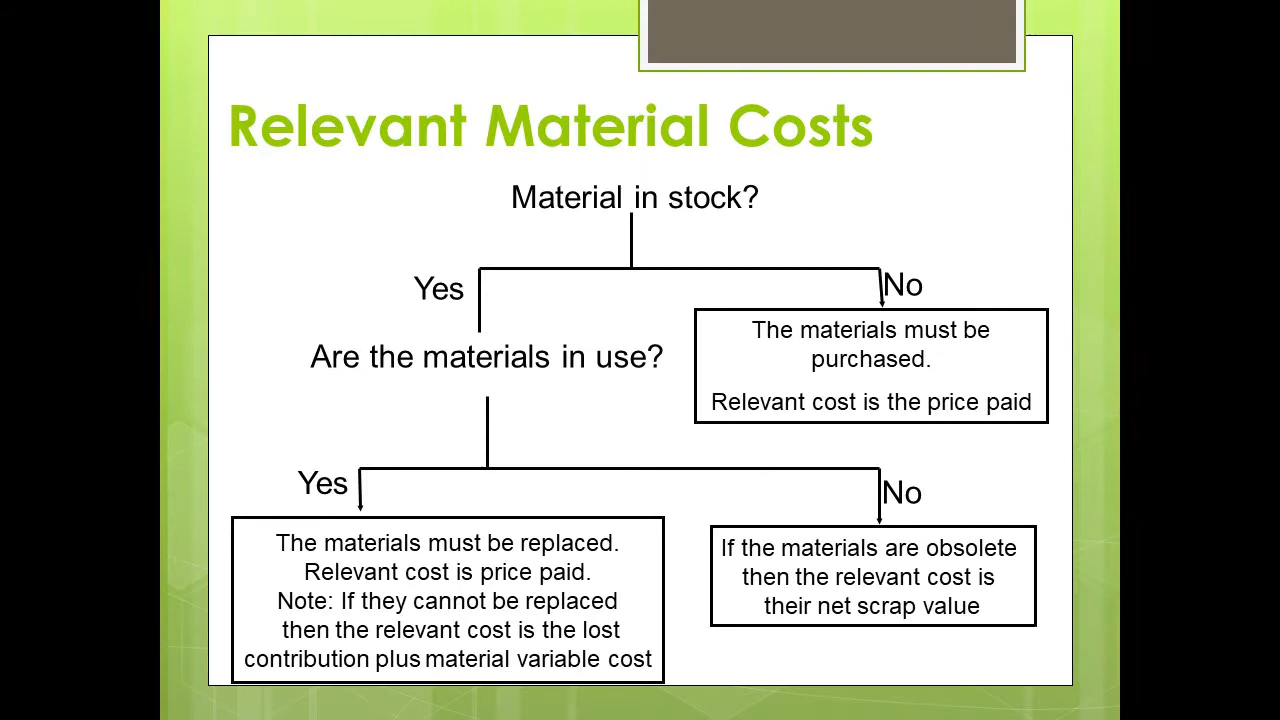 Relevant Material Costs
Material in stock?
Yes
No
The materials must be
purchased.
Relevant cost is the price paid
Are the materials in use?
Yes
No
The materials must be replaced.
Relevant cost is price paid.
Note: If they cannot be replaced
then the relevant cost is the lost
contribution plus material variable cost
If the materials are obsolete
then the relevant cost is
their net scrap value